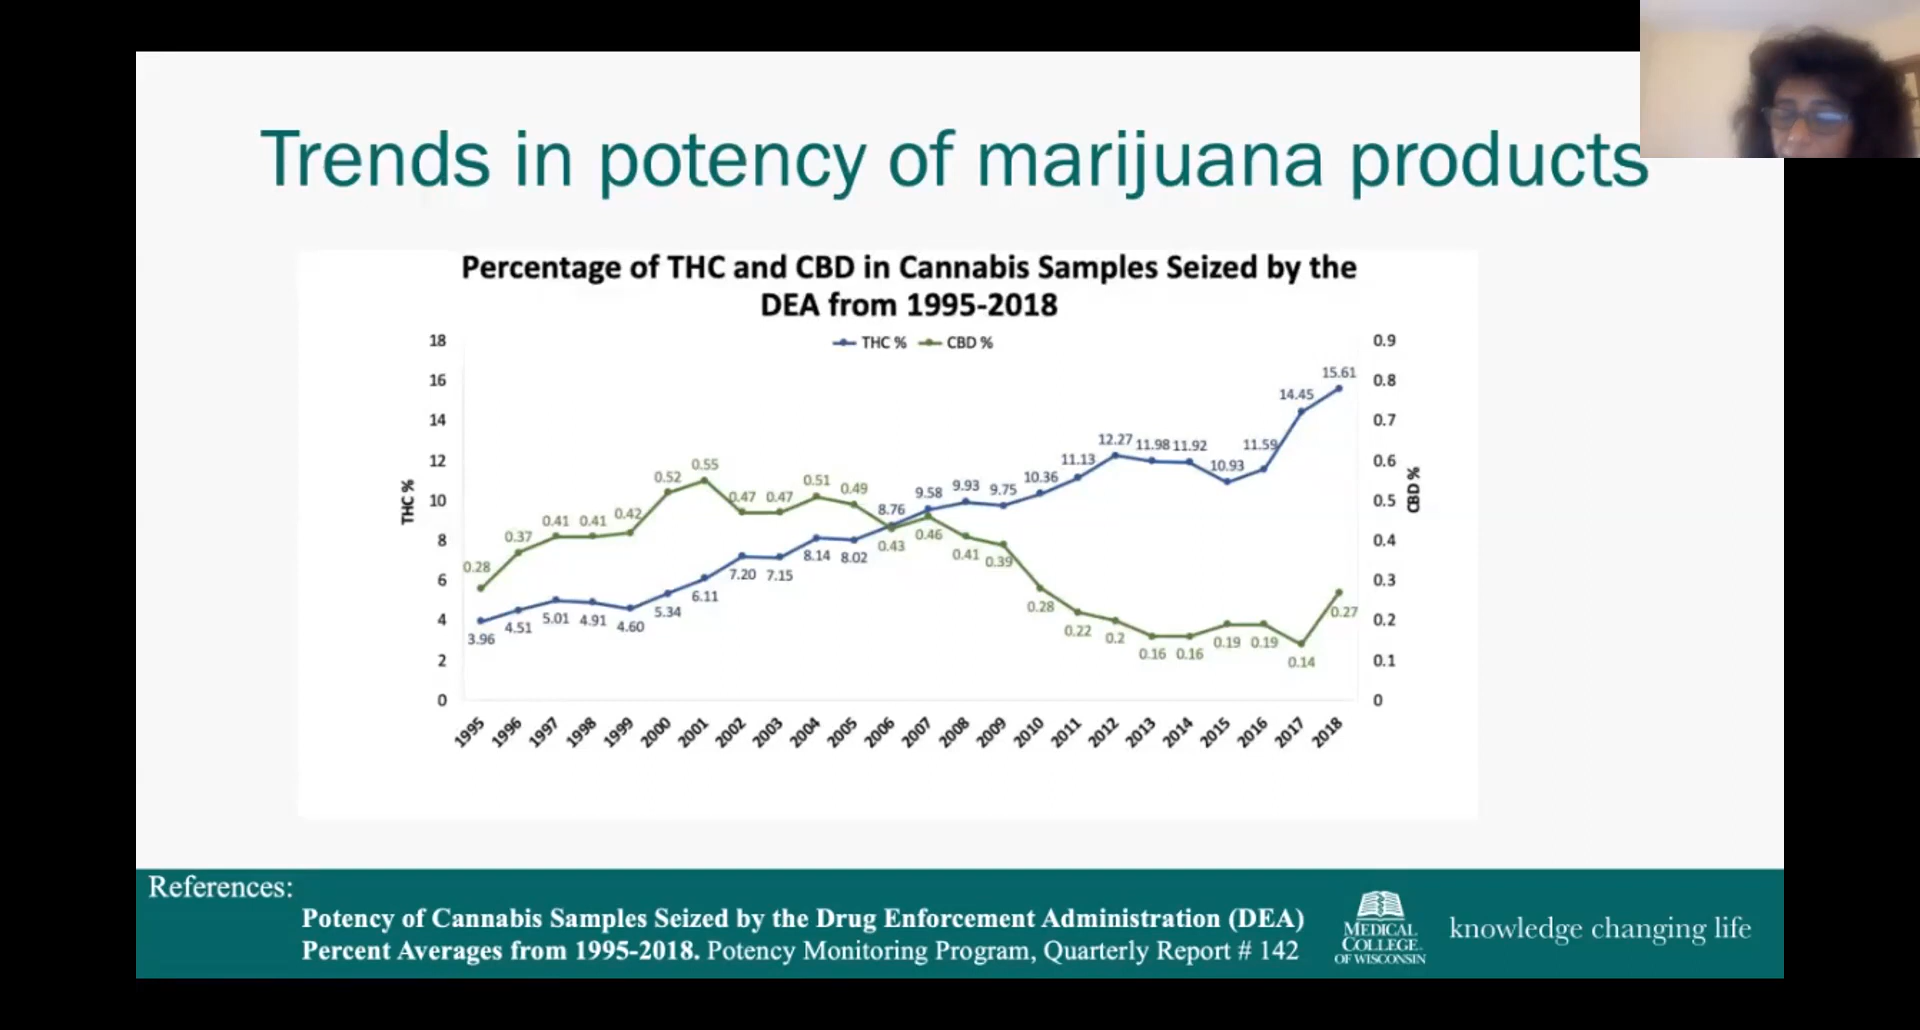 Trends in potency of marijuana products
Percentage of THC and CBD in Cannabis Samples Seized by the
DEA from 1995-2018
THC % CBD %
18
16
14
12
10
8
6
4
2
0
THC %
0.9
0.8
0.7
0.6
0.5
0.4
0.3
0.2
0.1
0
CBD %
0.28 0.37 0.41 0.41 0.42 0.52 0.55 0.47 0.47 0.51 0.49 0.43 0.46 0.41 0.39 0.28 0.22 0.2 0.16 0.16 0.19 0.19 0.14 0.27
3.96 4.51 5.01 4.91 4.60 5.34 6.11 7.20 7.15 8.14 8.02 8.76 9.58 9.93 9.75 10.36 11.13 12.27 11.98 11.92 10.93 11.59 14.45 15.61
1995 1996 1997 1998 1999 2000 2001 2002 2003 2004 2005 2006 2007 2008 2009 2010 2011 2012 2013 2014 2015 2016 2017 2018
References:
Potency of Cannabis Samples Seized by the Drug Enforcement Administration (DEA)
Percent Averages from 1995-2018. Potency Monitoring Program, Quarterly Report # 142
MEDICAL
COLLEGE
OF WISCONSIN
knowledge changing life